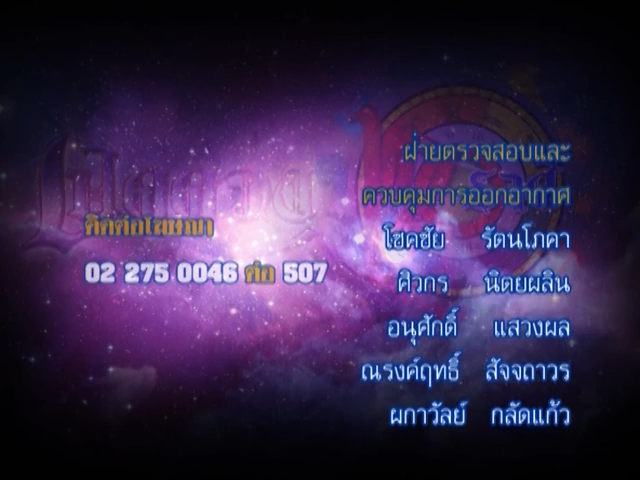 ติดต่อโฆษณา
02 275 0046 ต่อ 507
ฝ่ายตรวจสอบและ
ควบคุมการออกอากาศ
โชคชัย รัตนโภคา
ศิวกร นิตยผลิน
อนุศักดิ์ แสวงผล
ณรงค์ฤทธิ์ สัจจถาวร
ผกาวัลย์ กลัดแก้ว